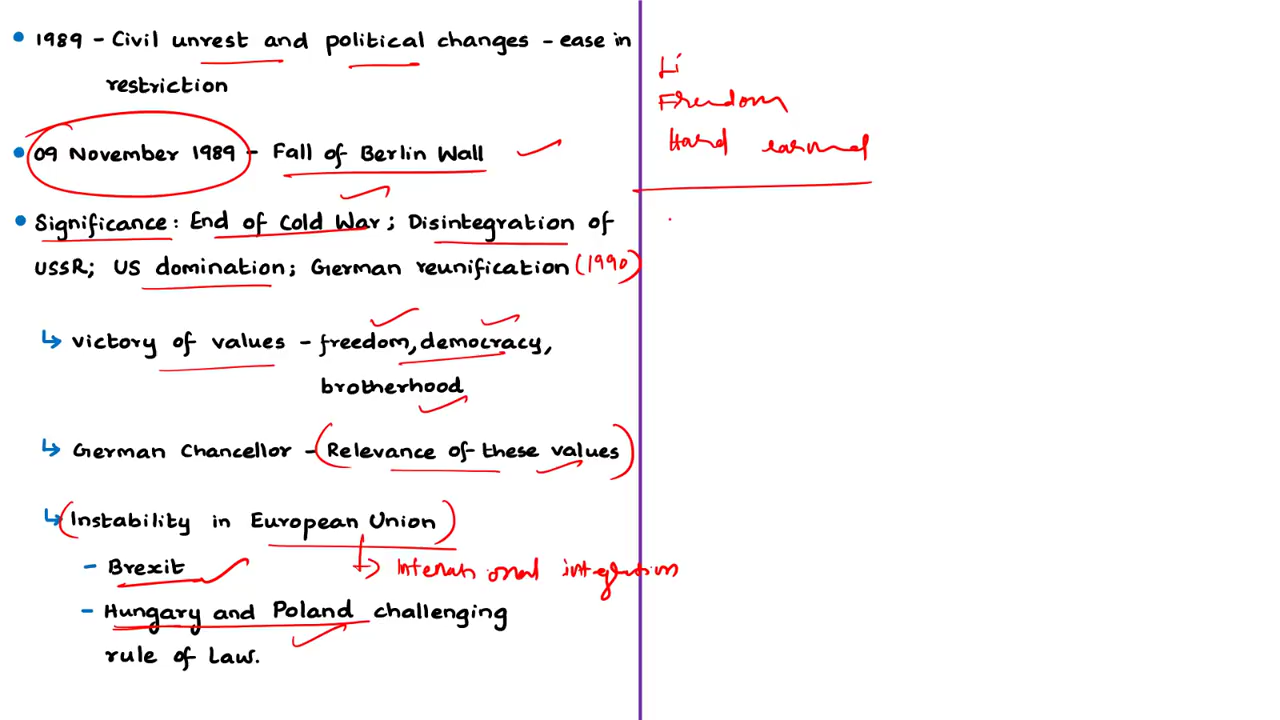 • 1989 - Civil unrest and political changes - ease in
restriction
• 09 November 1989 - Fall of Berlin Wall
• Significance: End of Cold War; Disintegration of
USSR; US domination; German reunification (1990)
↳ victory of values - freedom, democracy,
brotherhood
↳ German Chancellor - (Relevance of these values)
↳ (Instability in European Union)
- Brexit
↳ International integration
- Hungary and Poland challenging
rule of Law.
Li
Freedom
Hard earned